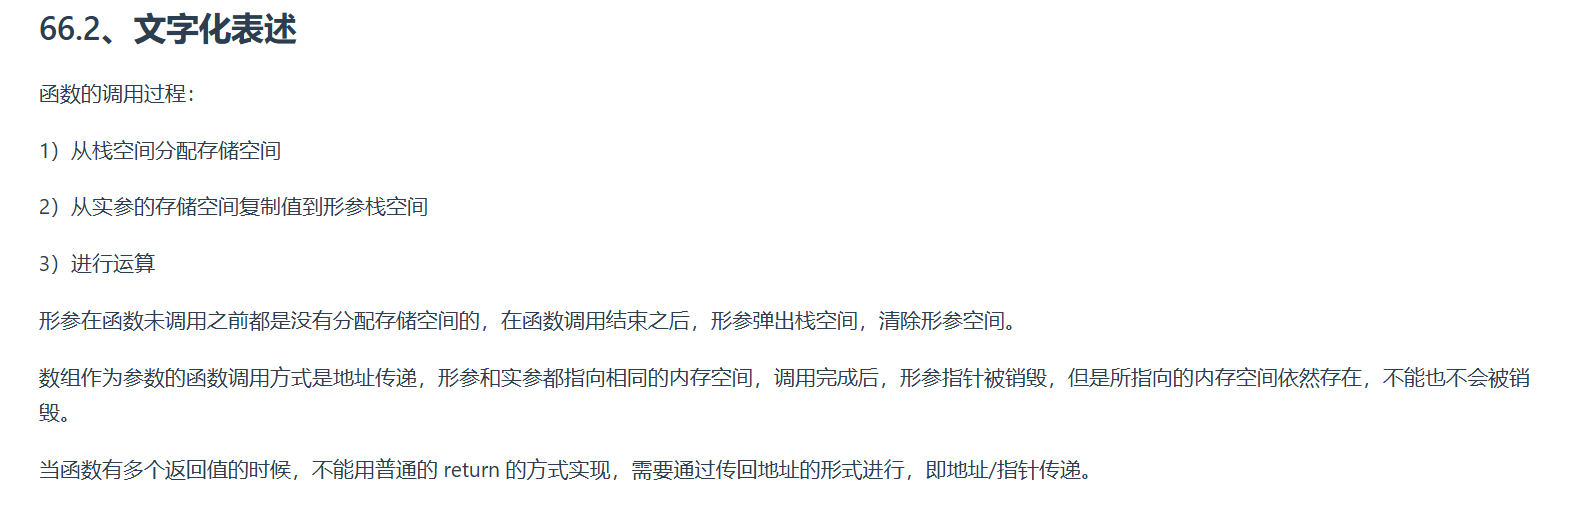 66.2、文字化表述
函数的调用过程：
1）从栈空间分配存储空间
2）从实参的存储空间复制值到形参栈空间
3）进行运算
形参在函数未调用之前都是没有分配存储空间的，在函数调用结束之后，形参弹出栈空间，清除形参空间。
数组作为参数的函数调用方式是地址传递，形参和实参都指向相同的内存空间，调用完成后，形参指针被销毁，但是所指向的内存空间依然存在，不能也不会被销
毁。
当函数有多个返回值的时候，不能用普通的 return 的方式实现，需要通过传回地址的形式进行，即地址/指针传递。